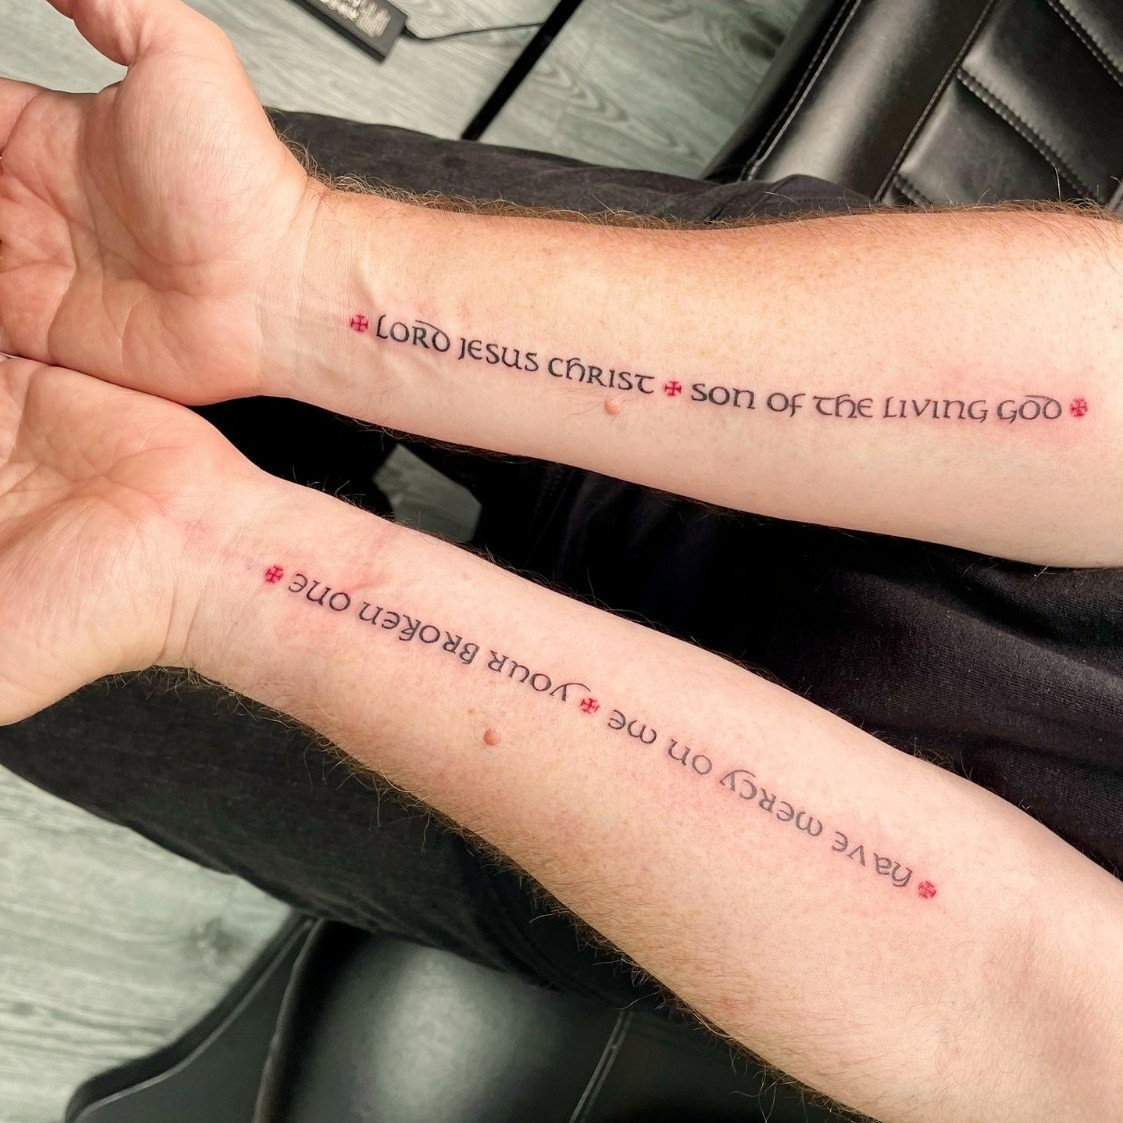 ✠ LORD JESUS CHRIST ✠ SON OF THE LIVING GOD ✠
✠ HAVE MERCY ON ME ✠ YOUR BROKEN ONE ✠